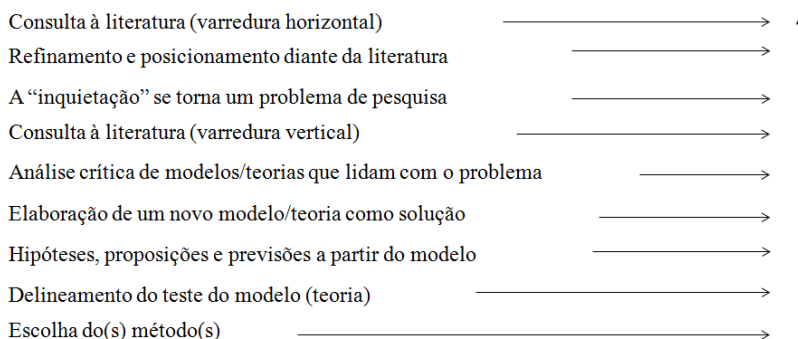 Consulta à literatura (varredura horizontal)
Refinamento e posicionamento diante da literatura
A “inquietação” se torna um problema de pesquisa
Consulta à literatura (varredura vertical)
Análise crítica de modelos/teorias que lidam com o problema
Elaboração de um novo modelo/teoria como solução
Hipóteses, proposições e previsões a partir do modelo
Delineamento do teste do modelo (teoria)
Escolha do(s) método(s)